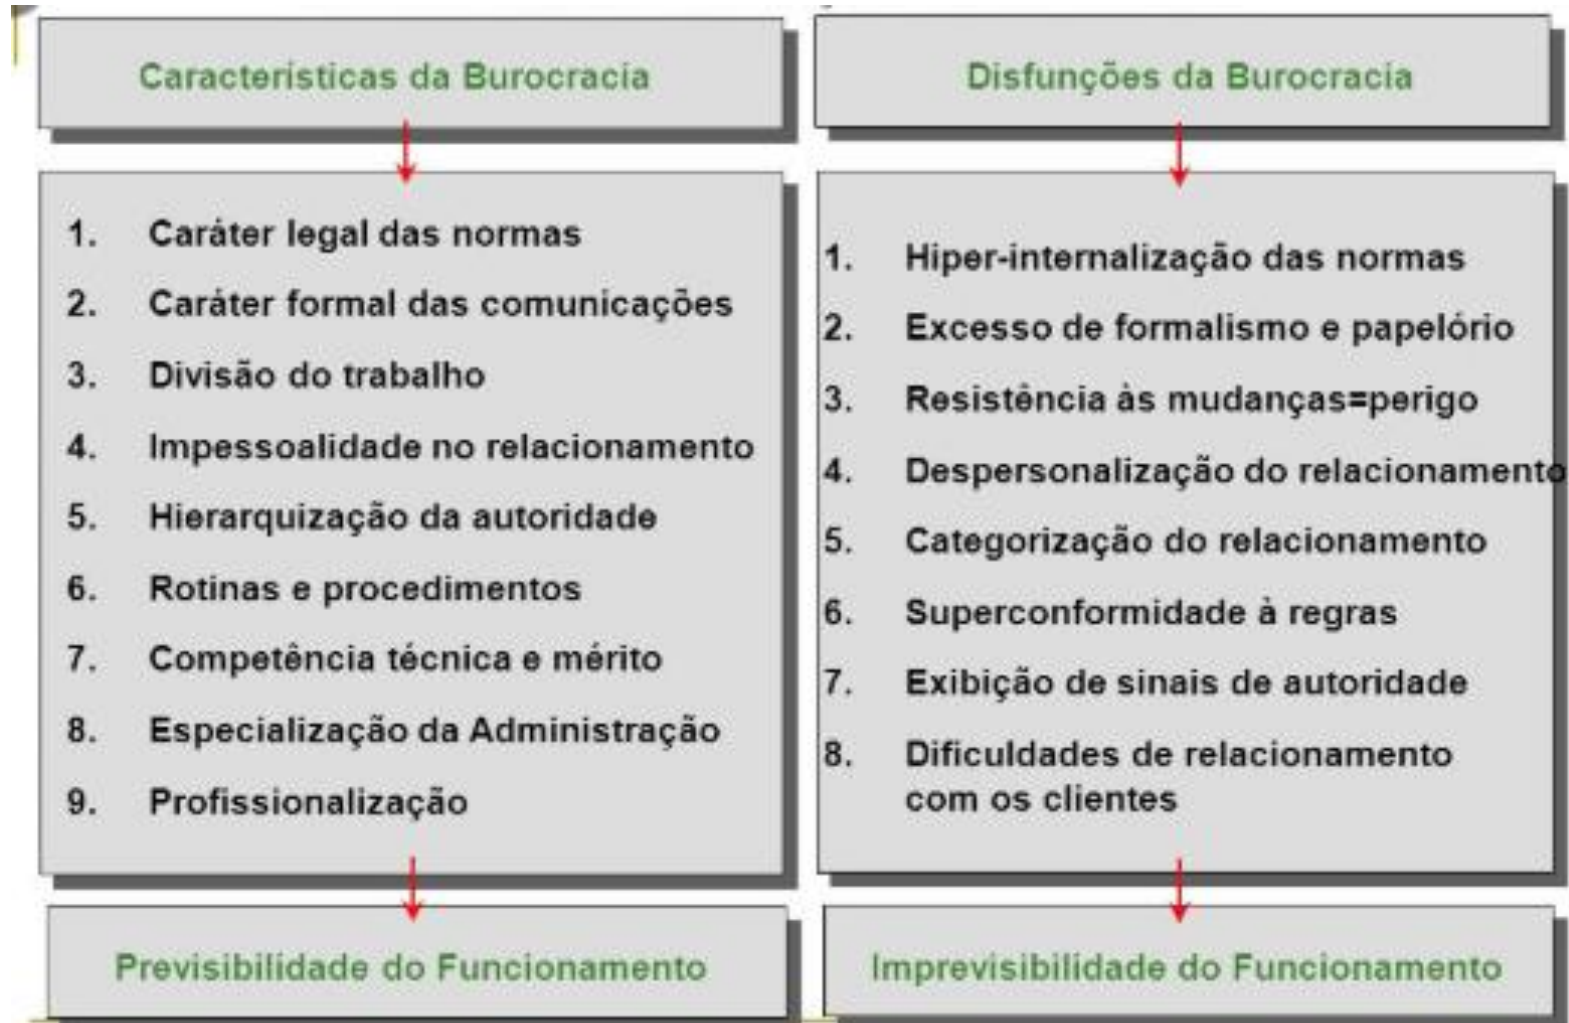 Características da Burocracia
1. Caráter legal das normas
2. Caráter formal das comunicações
3. Divisão do trabalho
4. Impessoalidade no relacionamento
5. Hierarquização da autoridade
6. Rotinas e procedimentos
7. Competência técnica e mérito
8. Especialização da Administração
9. Profissionalização
Previsibilidade do Funcionamento
Disfunções da Burocracia
1. Hiper-internalização das normas
2. Excesso de formalismo e papelório
3. Resistência às mudanças=perigo
4. Despersonalização do relacionamento
5. Categorização do relacionamento
6. Superconformidade à regras
7. Exibição de sinais de autoridade
8. Dificuldades de relacionamento
com os clientes
Imprevisibilidade do Funcionamento